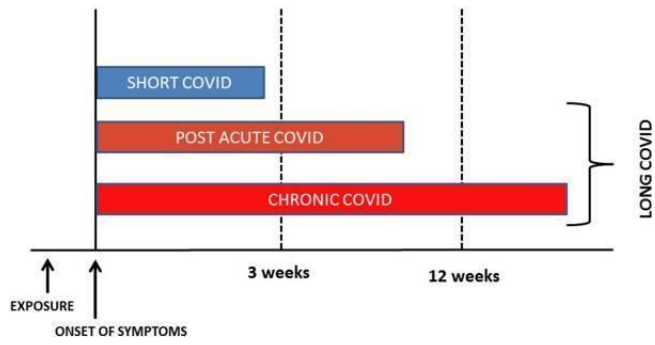 SHORT COVID
POST ACUTE COVID
CHRONIC COVID
LONG COVID
3 weeks
12 weeks
EXPOSURE
ONSET OF SYMPTOMS